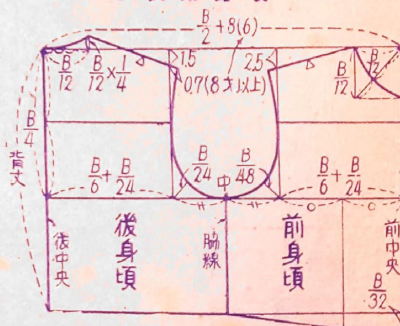 B/2 + 8(6)
B/12
B/12 × 1/4
1.5
2.5
0.7(8才以上)
B/12
B/12
B/4
背丈
B/6 + B/24
B/24
中
B/48
B/6 + B/24
後中央
後身頃
脇線
前身頃
前中央
B/32